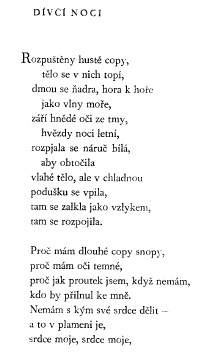 DÍVČÍ NOCI
Rozpuštěny husté copy,
tělo se v nich topí,
dmou se ňadra, hora k hoře
jako vlny moře,
září hnědé oči ze tmy,
hvězdy noci letní,
rozpjala se náruč bílá,
aby obtočila
vlahé tělo, ale v chladnou
podušku se vpila,
tam se zalkla jako vzlykem,
tam se rozpojila.
Proč mám dlouhé copy snopy,
proč mám oči temné,
proč jak proutek jsem, když nemám,
kdo by přilnul ke mně.
Nemám s kým své srdce dělit —
a to v plameni je,
srdce moje, srdce moje,